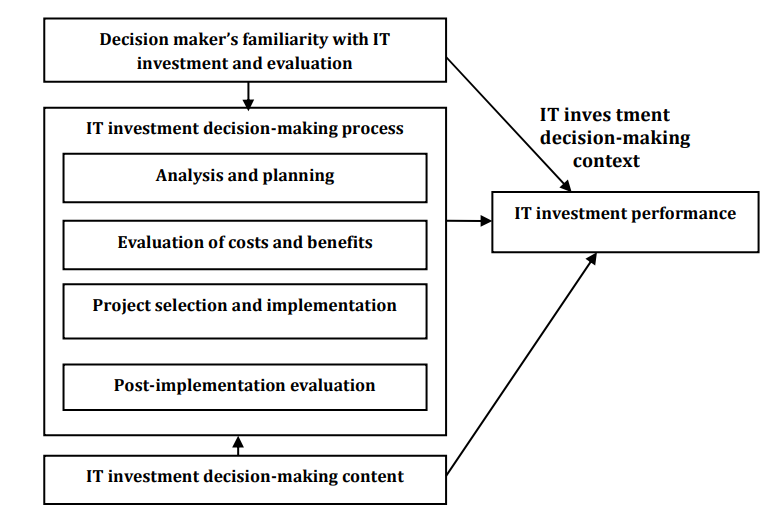 Decision maker’s familiarity with IT
investment and evaluation
IT investment decision-making process
Analysis and planning
Evaluation of costs and benefits
Project selection and implementation
Post-implementation evaluation
IT investment decision-making content
IT inves tment
decision-making
context
IT investment performance